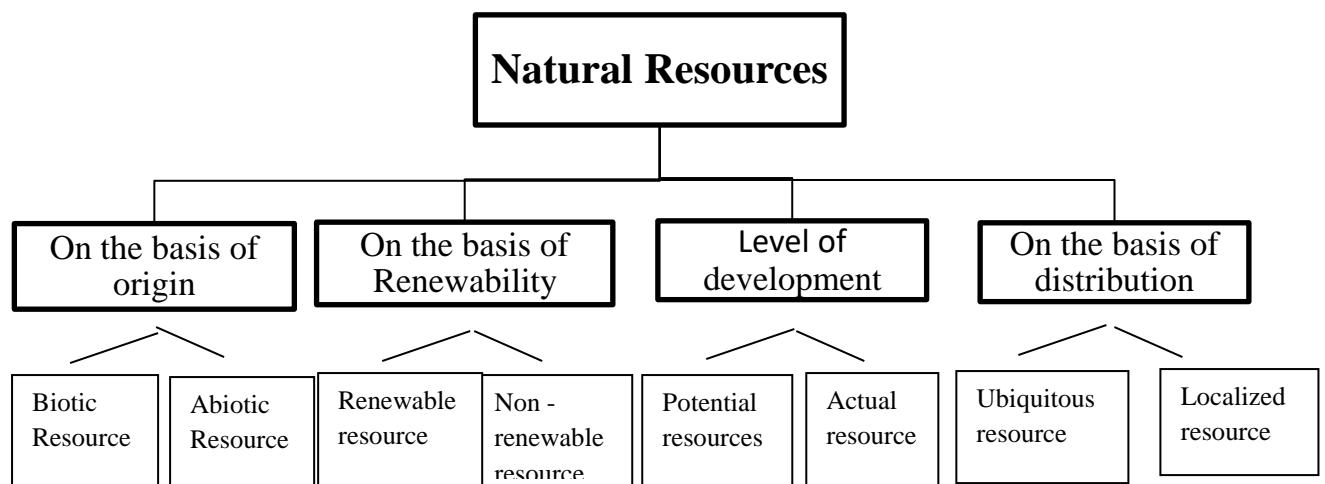 Natural Resources
On the basis of
origin
On the basis of
Renewability
Level of
development
On the basis of
distribution
Biotic
Resource
Abiotic
Resource
Renewable
resource
Non -
renewable
resource
Potential
resources
Actual
resource
Ubiquitous
resource
Localized
resource